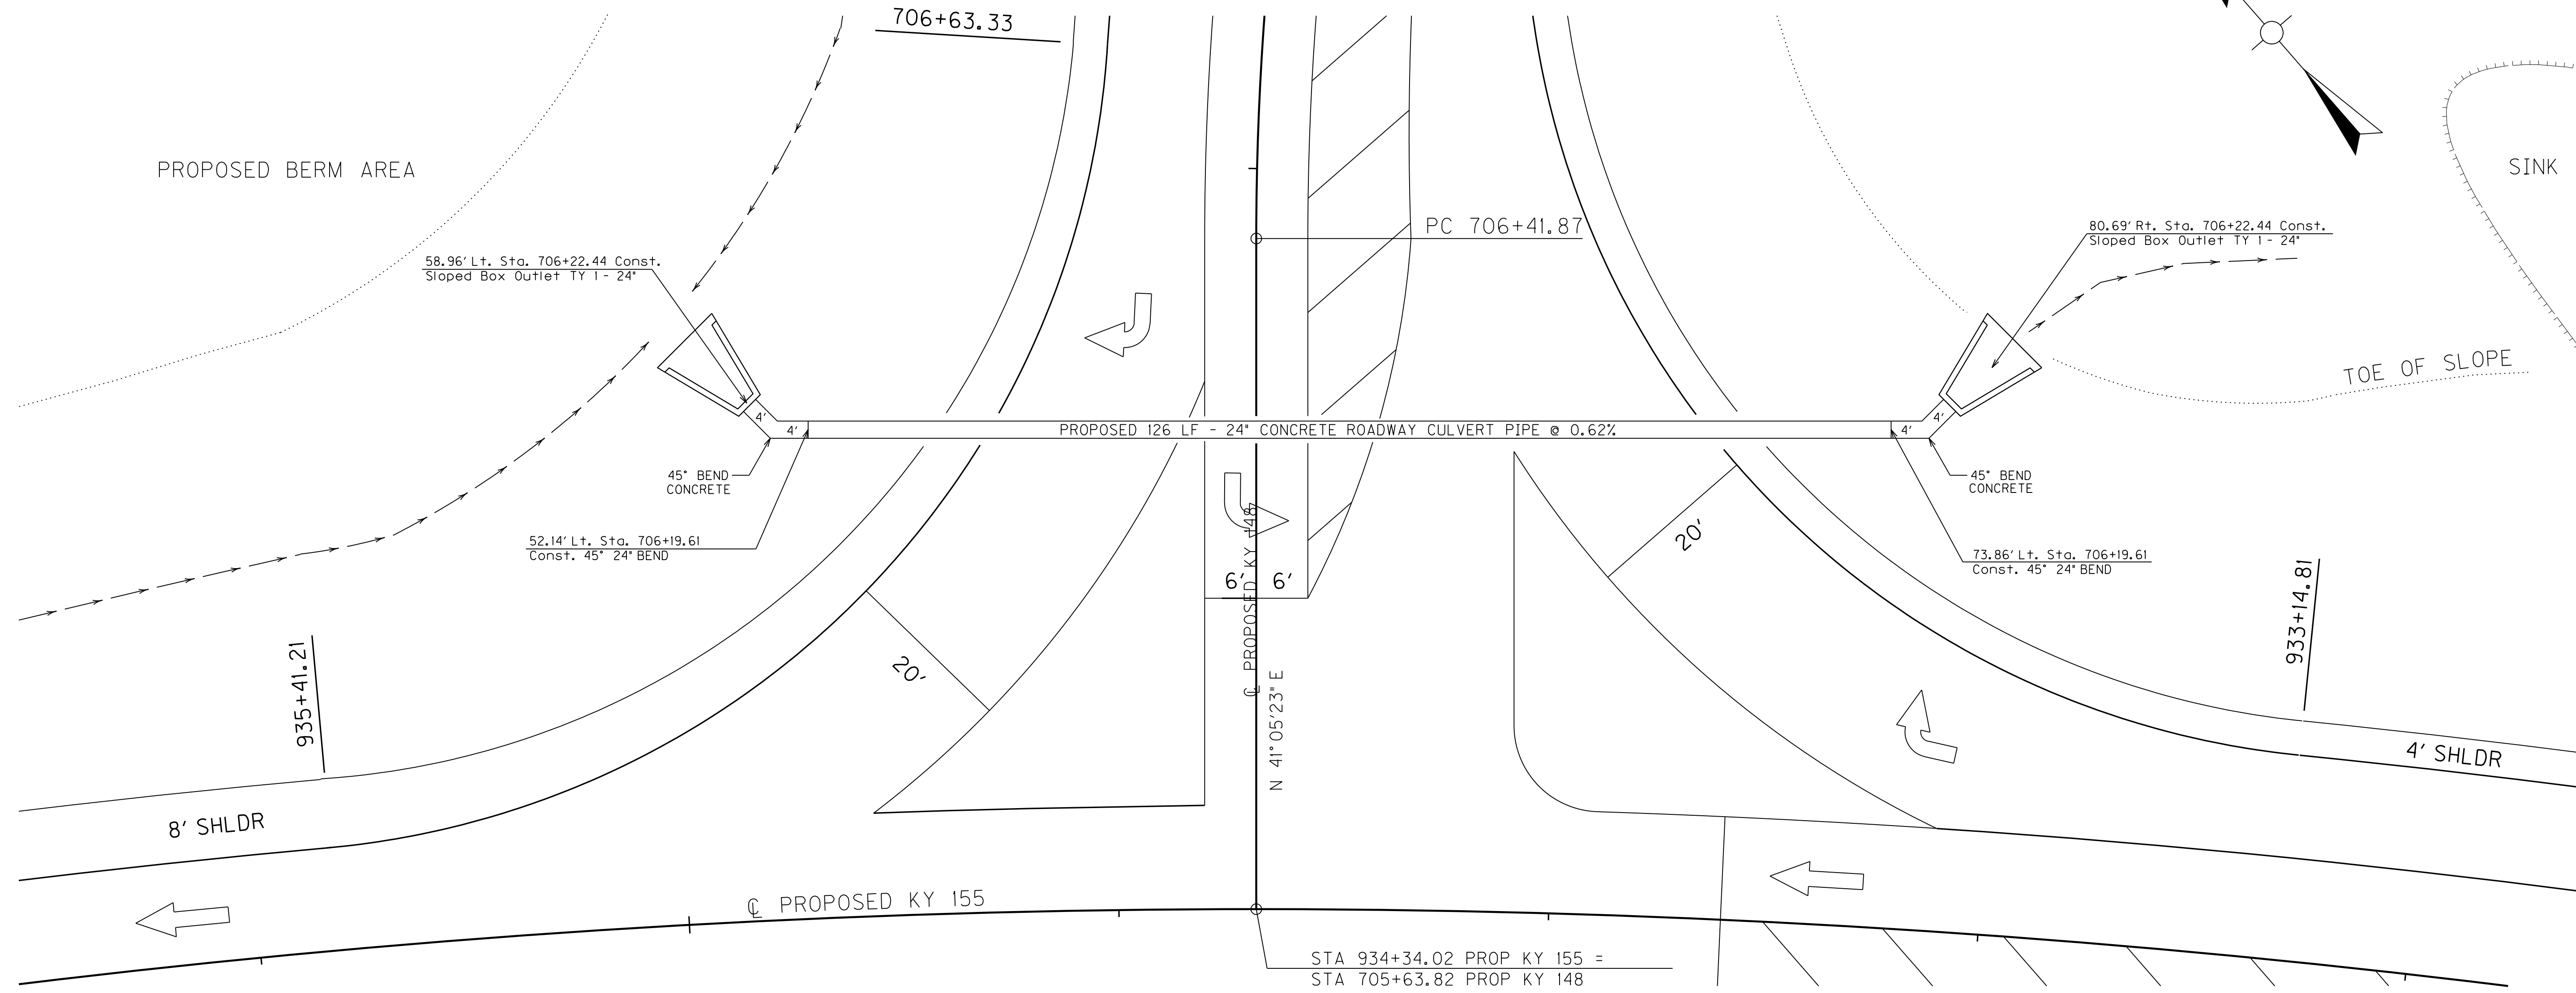 706+63.33
PROPOSED BERM AREA
SINK
PC 706+41.87
80.69' Rt. Sta. 706+22.44 Const.
Sloped Box Outlet TY 1 - 24"
58.96' Lt. Sta. 706+22.44 Const.
Sloped Box Outlet TY 1 - 24"
TOE OF SLOPE
4'
4'
PROPOSED 126 LF - 24" CONCRETE ROADWAY CULVERT PIPE @ 0.62%
4'
4'
45° BEND
CONCRETE
45° BEND
CONCRETE
52.14' Lt. Sta. 706+19.61
Const. 45° 24" BEND
20'
73.86' Lt. Sta. 706+19.61
Const. 45° 24" BEND
6'
6'
℄ PROPOSED KY 148
N 41° 05'23" E
20'
935+41.21
933+14.81
8' SHLDR
4' SHLDR
℄ PROPOSED KY 155
STA 934+34.02 PROP KY 155 =
STA 705+63.82 PROP KY 148